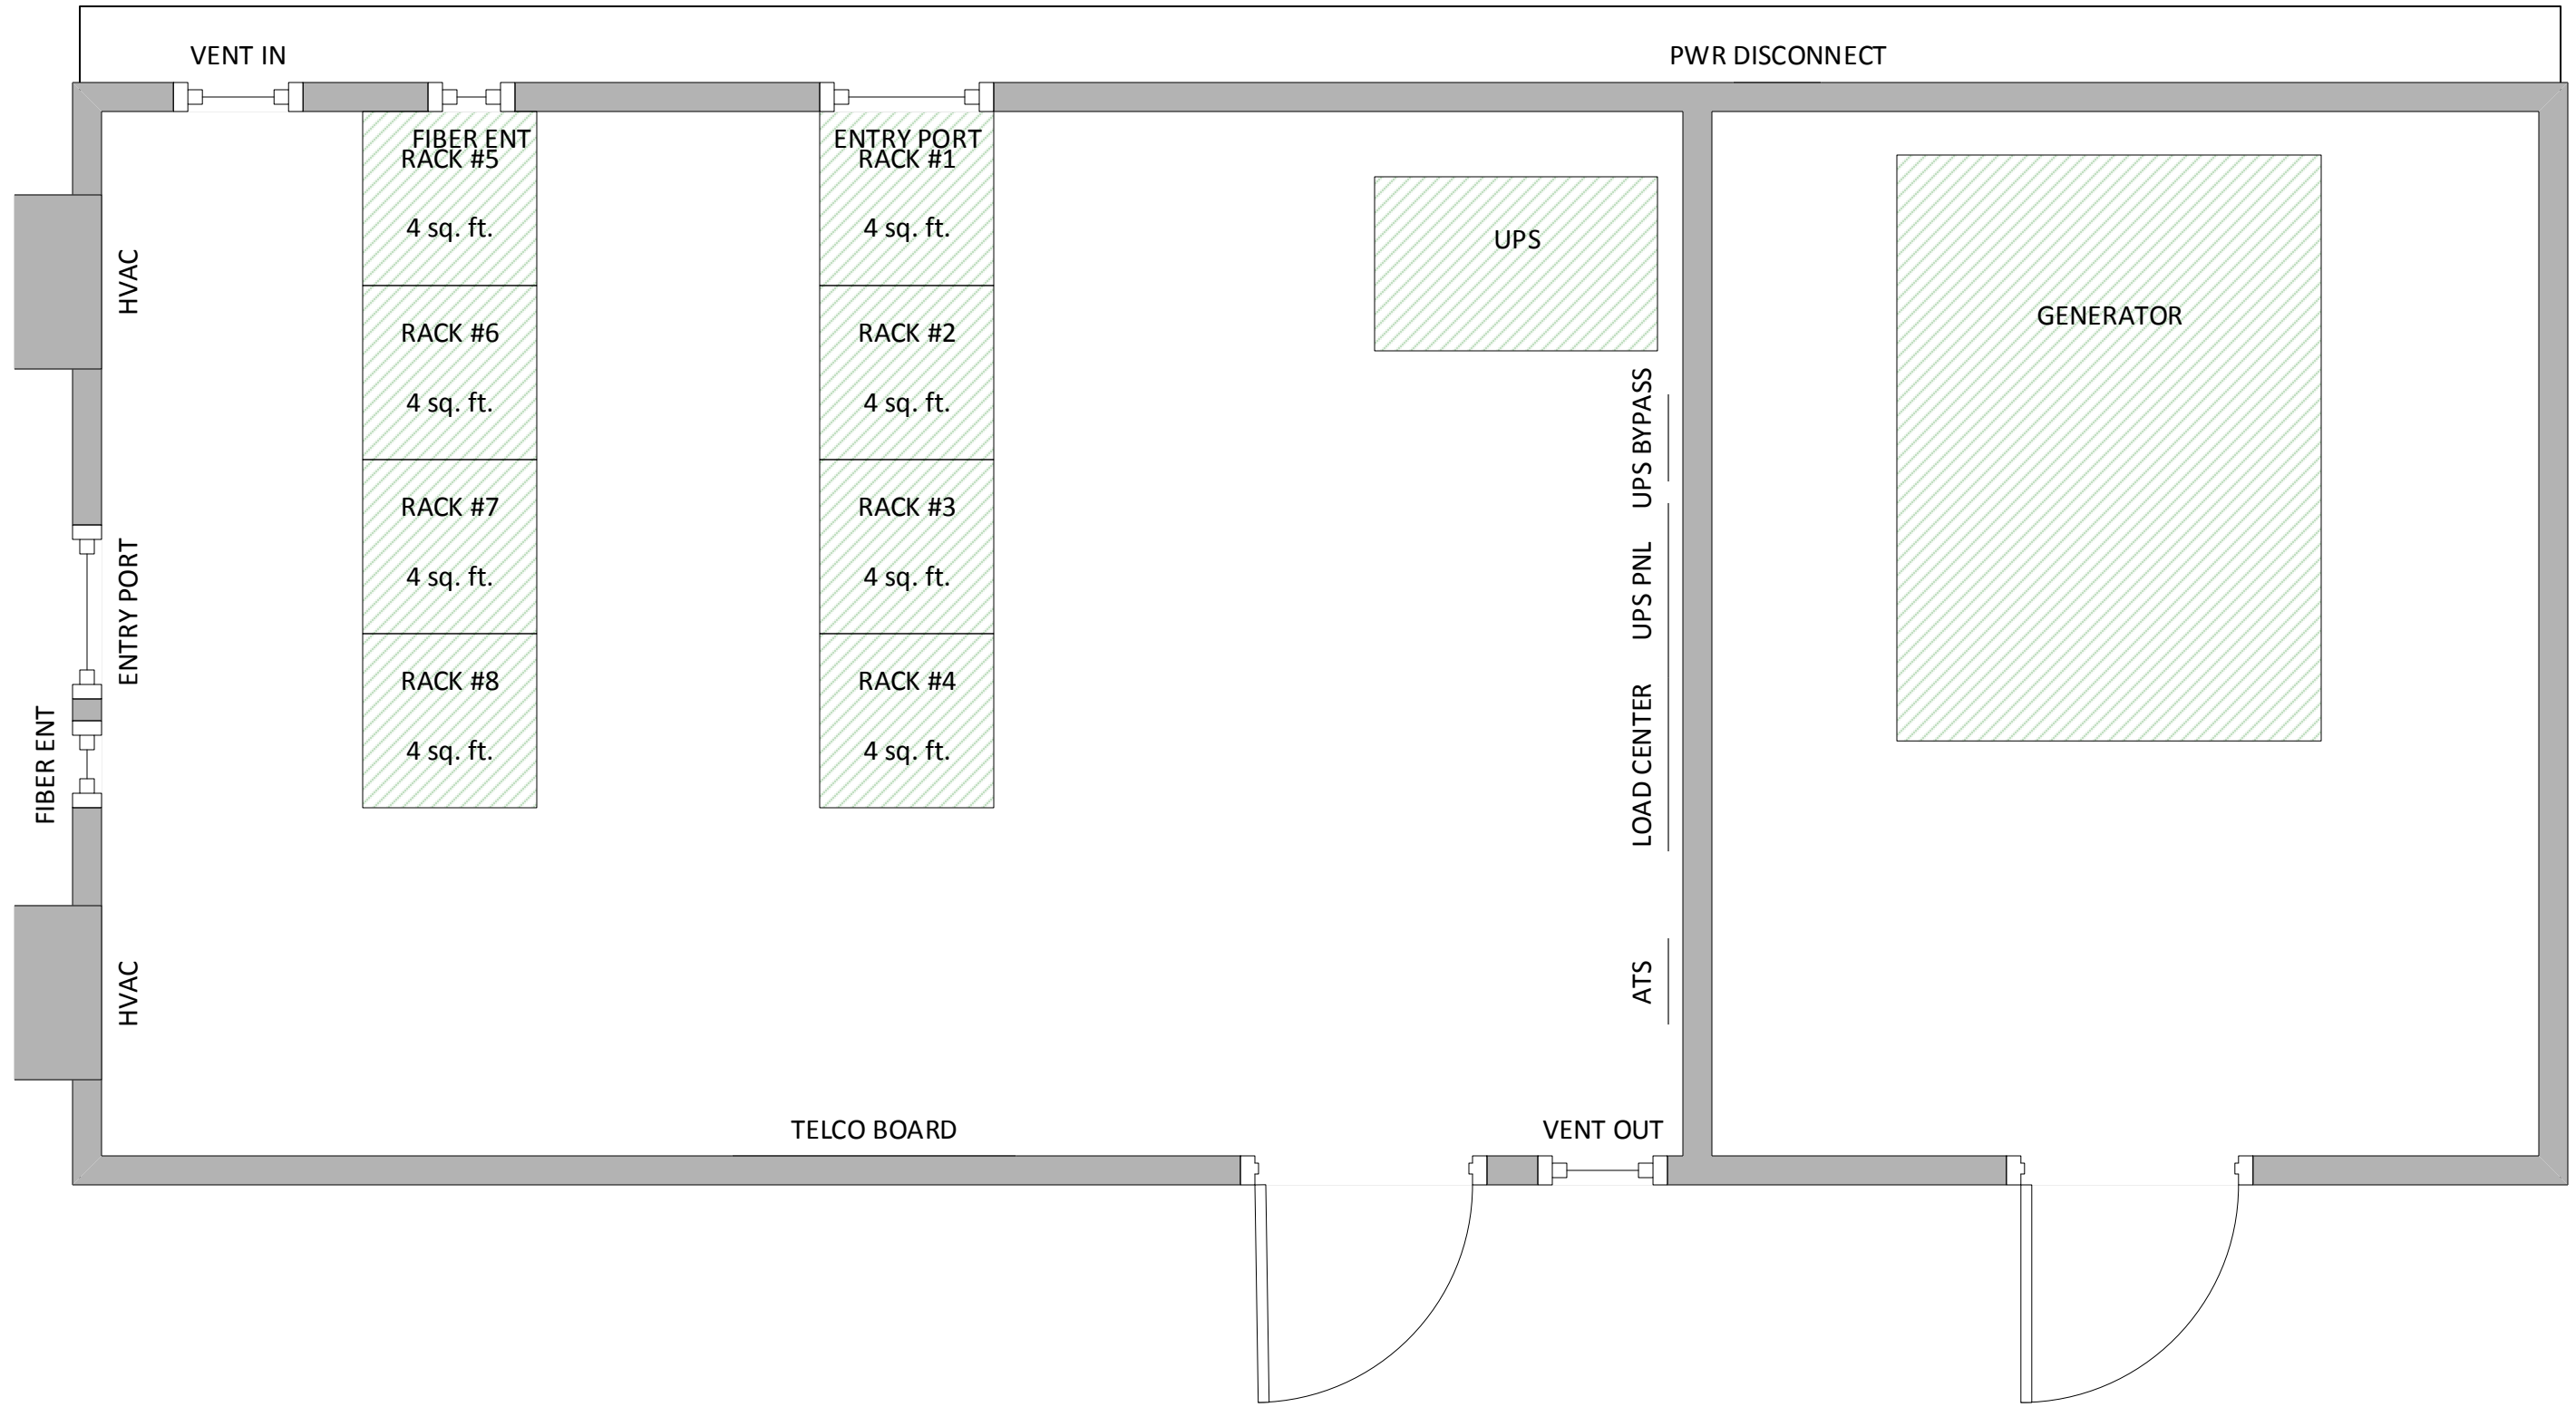 VENT IN
PWR DISCONNECT
FIBER ENT
RACK #5
4 sq. ft.
ENTRY PORT
RACK #1
4 sq. ft.
UPS
GENERATOR
HVAC
RACK #6
4 sq. ft.
RACK #2
4 sq. ft.
UPS BYPASS
RACK #7
4 sq. ft.
RACK #3
4 sq. ft.
UPS PNL
ENTRY PORT
RACK #8
4 sq. ft.
RACK #4
4 sq. ft.
LOAD CENTER
FIBER ENT
HVAC
ATS
TELCO BOARD
VENT OUT